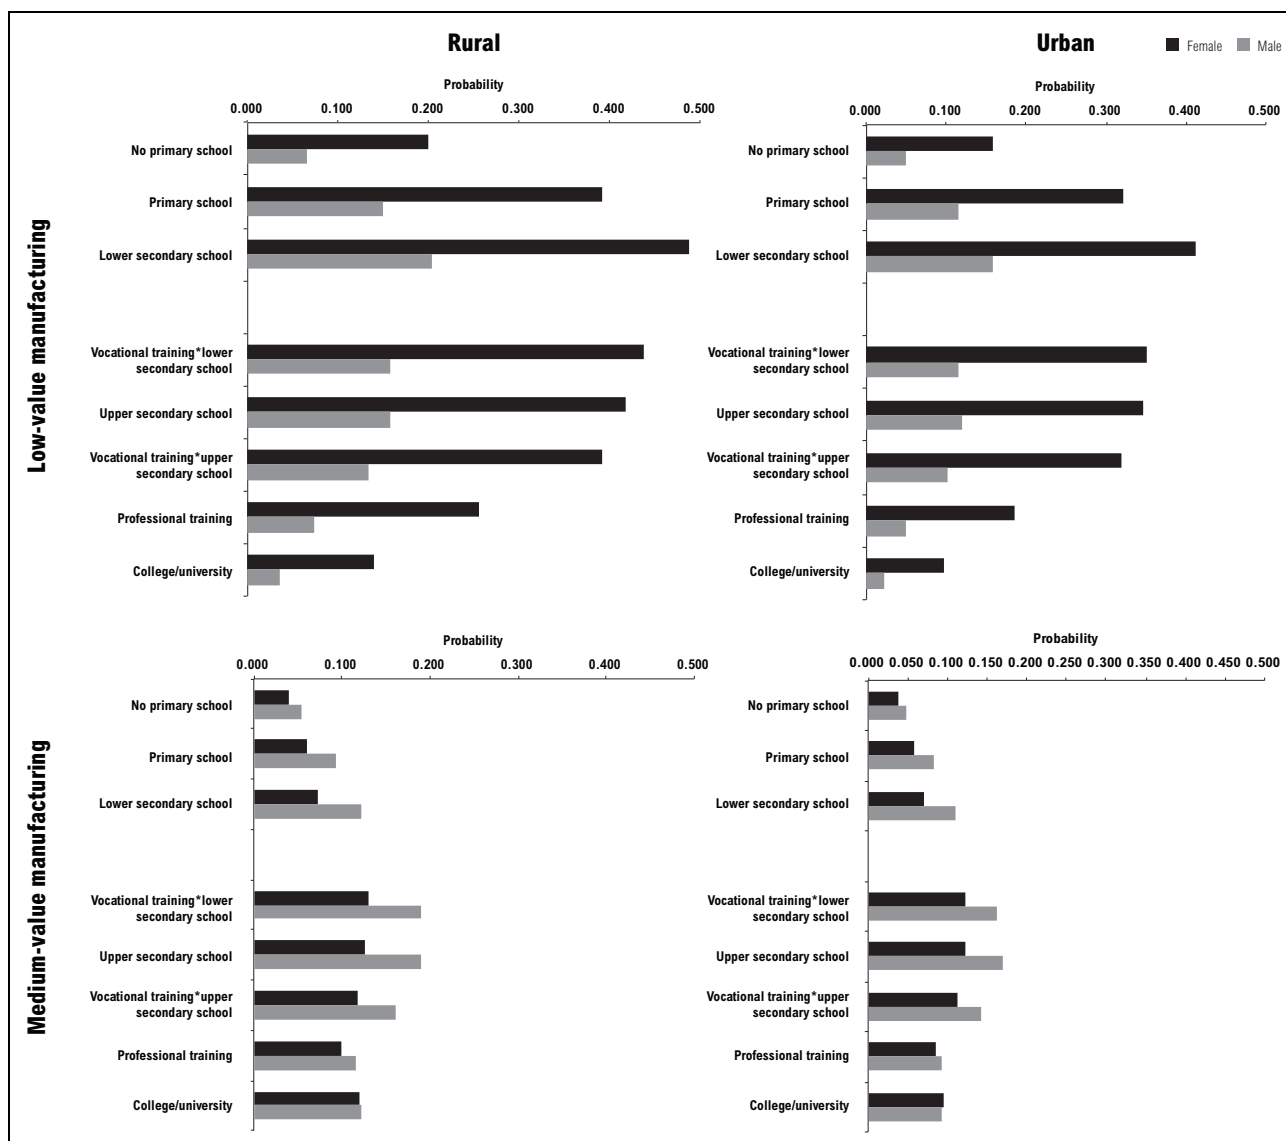 Rural
Urban
Female Male
Low-value manufacturing
Probability
0.000 0.100 0.200 0.300 0.400 0.500
No primary school
Primary school
Lower secondary school
Vocational training*lower
secondary school
Upper secondary school
Vocational training*upper
secondary school
Professional training
College/university
Probability
0.000 0.100 0.200 0.300 0.400 0.500
No primary school
Primary school
Lower secondary school
Vocational training*lower
secondary school
Upper secondary school
Vocational training*upper
secondary school
Professional training
College/university
Medium-value manufacturing
Probability
0.000 0.100 0.200 0.300 0.400 0.500
No primary school
Primary school
Lower secondary school
Vocational training*lower
secondary school
Upper secondary school
Vocational training*upper
secondary school
Professional training
College/university
Probability
0.000 0.050 0.100 0.150 0.200 0.300 0.350 0.400 0.450 0.500
No primary school
Primary school
Lower secondary school
Vocational training*lower
secondary school
Upper secondary school
Vocational training*upper
secondary school
Professional training
College/university